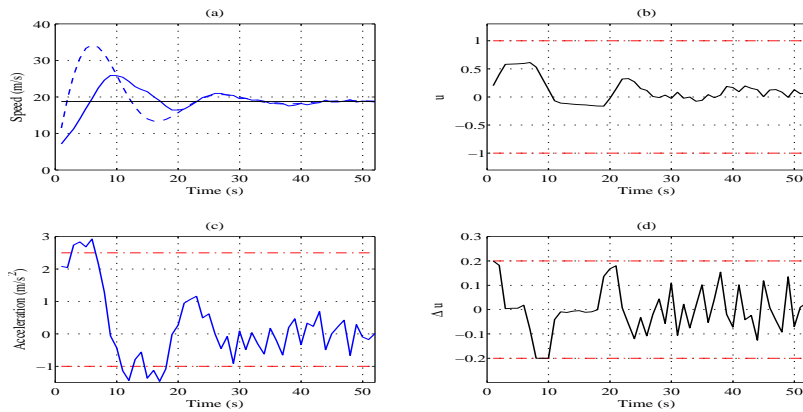 (a)
40
30
20
10
0
Speed (m/s)
0 10 20 30 40 50
Time (s)
(b)
1
0.5
0
−0.5
−1
u
0 10 20 30 40 50
Time (s)
(c)
3
2
1
0
−1
Acceleration (m/s²)
0 10 20 30 40 50
Time (s)
(d)
0.3
0.2
0.1
0
−0.1
−0.2
−0.3
Δ u
0 10 20 30 40 50
Time (s)